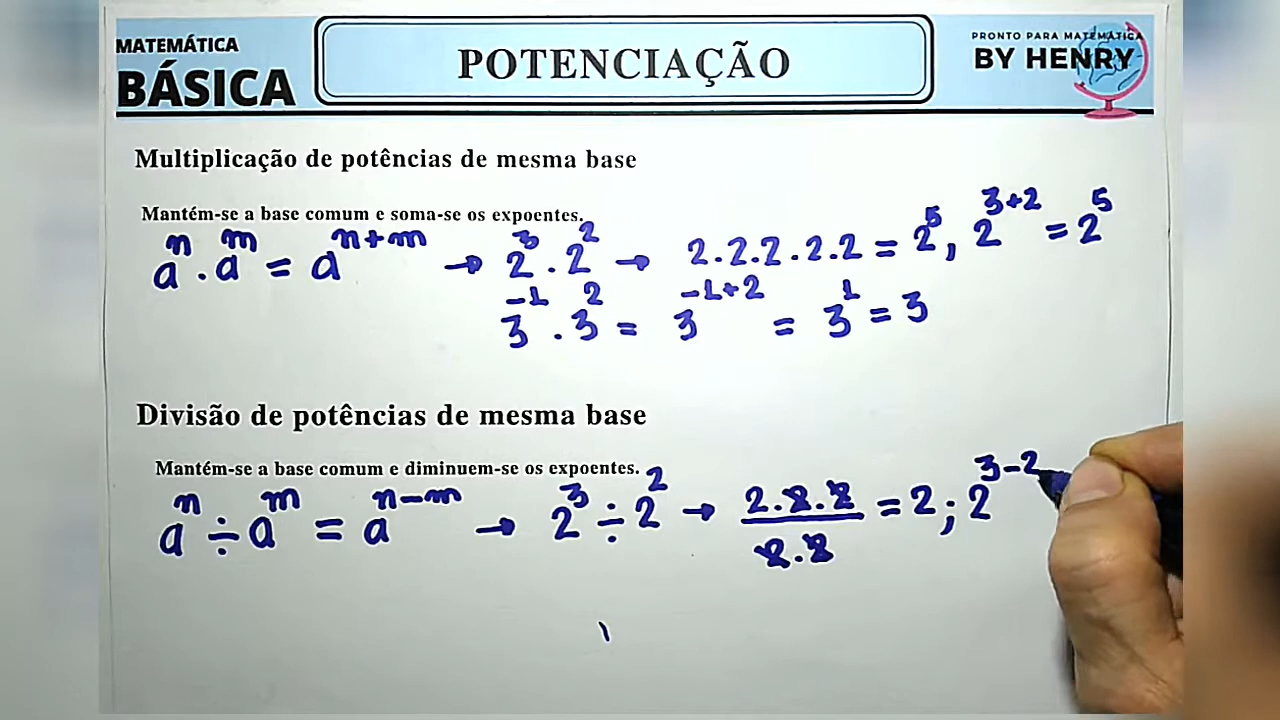 MATEMÁTICA
BÁSICA
POTENCIAÇÃO
PRONTO PARA MATEMÁTICA
BY HENRY
Multiplicação de potências de mesma base
Mantém-se a base comum e soma-se os expoentes.
aⁿ . aᵐ = aⁿ⁺ᵐ → 2³ . 2² → 2.2.2.2.2 = 2⁵, 2³⁺² = 2⁵
3⁻¹ . 3² = 3⁻¹⁺² = 3¹ = 3
Divisão de potências de mesma base
Mantém-se a base comum e diminuem-se os expoentes.
aⁿ ÷ aᵐ = aⁿ⁻ᵐ → 2³ ÷ 2² → 2.2.2 / 2.2 = 2; 2³⁻²